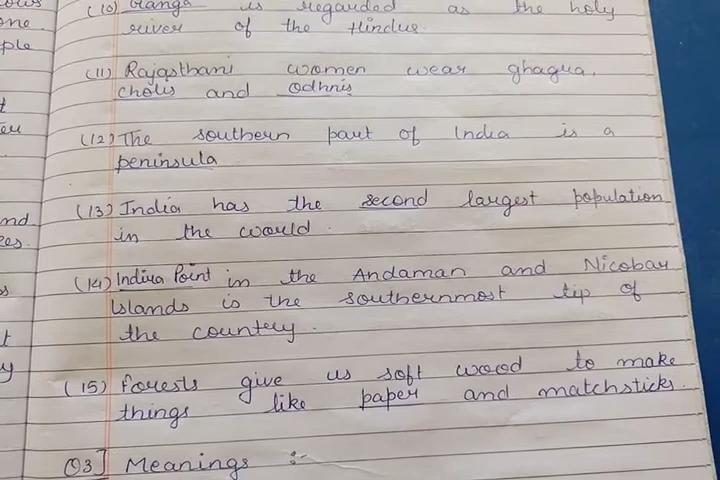 (10) Ganga is regarded as the holy
river of the Hindus.
(11) Rajasthani women wear ghagra,
cholis and odhnis
(12) The southern part of India is a
peninsula
(13) India has the second largest population
in the world.
(14) Indira Point in the Andaman and Nicobar
Islands is the southernmost tip of
the country.
(15) Forests give us soft wood to make
things like paper and matchsticks.
Q3] Meanings :-
one.
ple
nd
y